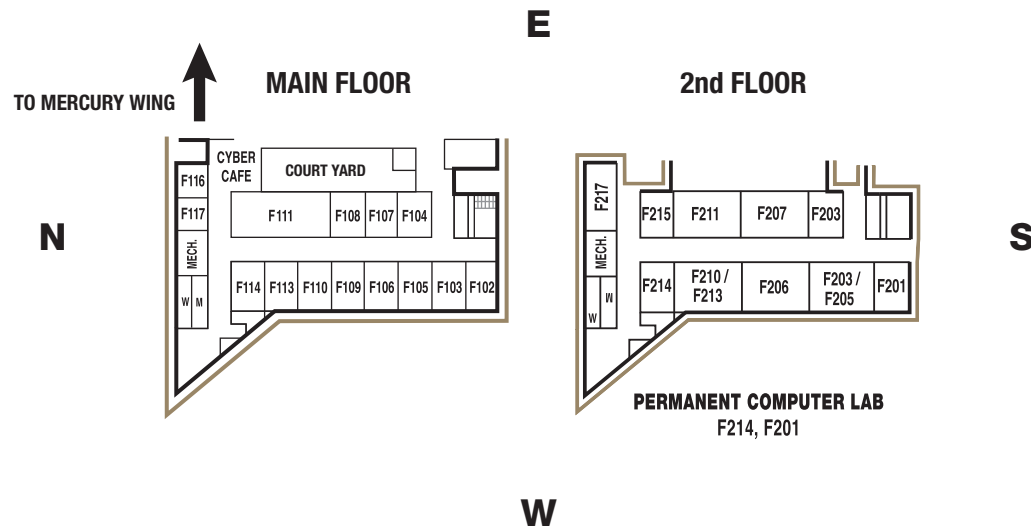 E
MAIN FLOOR
2nd FLOOR
TO MERCURY WING
CYBER
CAFE
COURT YARD
F116
F117
MECH.
W M
F111
F108
F107
F104
F114
F113
F110
F109
F106
F105
F103
F102
N
S
F217
MECH.
W M
F215
F211
F207
F203
F214
F210 /
F213
F206
F203 /
F205
F201
PERMANENT COMPUTER LAB
F214, F201
W